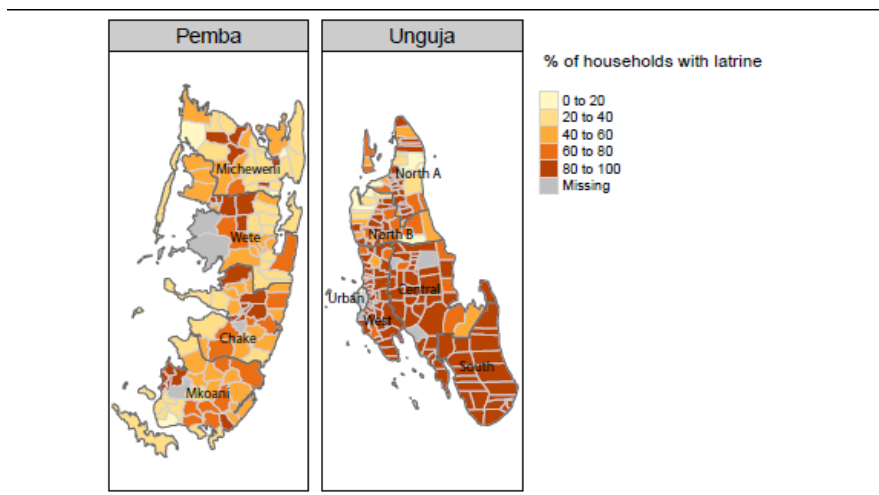 Pemba
Unguja
% of households with latrine
0 to 20
20 to 40
40 to 60
60 to 80
80 to 100
Missing
Micheweni
Wete
Chake
Mkoani
North A
North B
Urban
Central
West
South